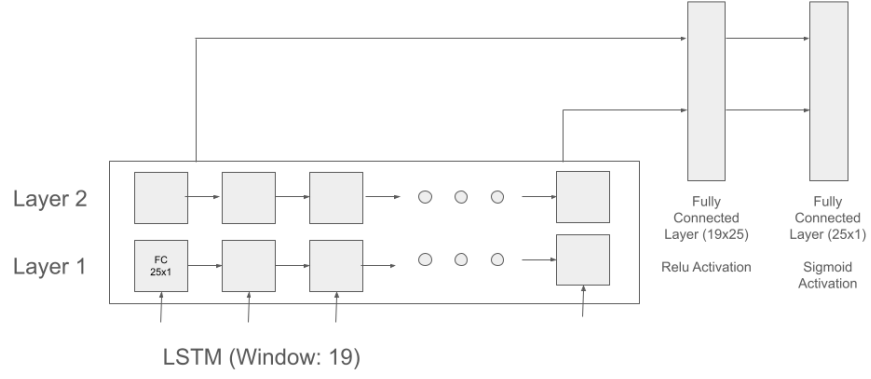 Layer 2
Layer 1
FC
25x1
LSTM (Window: 19)
Fully
Connected
Layer (19x25)
Relu Activation
Fully
Connected
Layer (25x1)
Sigmoid
Activation